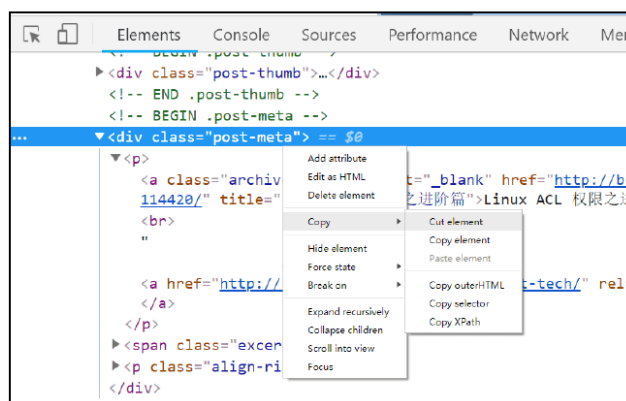 Elements Console Sources Performance Network
<!-- BEGIN .post-thumb -->
▶<div class="post-thumb">…</div>
<!-- END .post-thumb -->
<!-- BEGIN .post-meta -->
… ▼<div class="post-meta"> == $0
▼<p>
<a class="archiv t="_blank" href="http://b
114420/" title=" 之进阶篇">Linux ACL 权限之进
<br>
"
<a href="http:// t-tech/" rel
</a>
</p>
▶<span class="excer
▶<p class="align-ri
</div>
Add attribute
Edit as HTML
Delete element
Copy
Hide element
Force state
Break on
Expand recursively
Collapse children
Scroll into view
Focus
Cut element
Copy element
Paste element
Copy outerHTML
Copy selector
Copy XPath